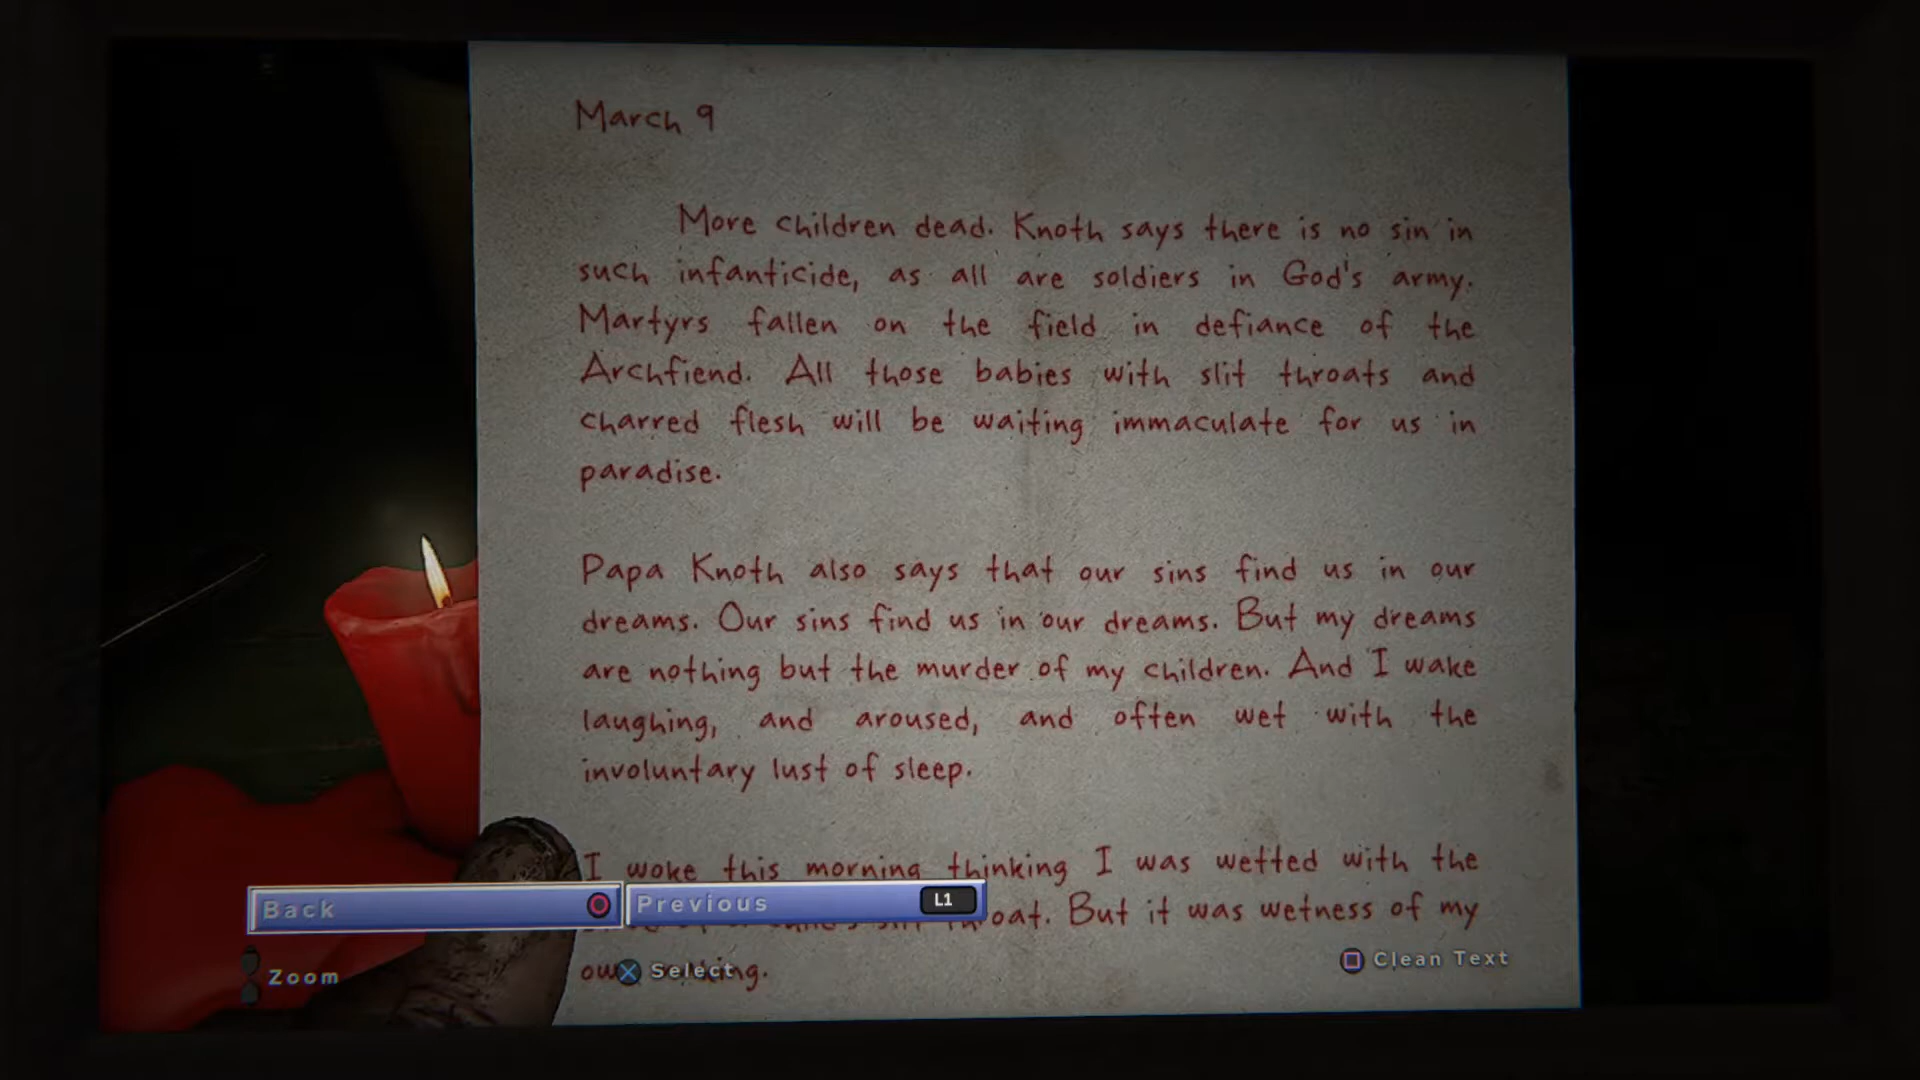 March 9
More children dead. Knoth says there is no sin in
such infanticide, as all are soldiers in God's army.
Martyrs fallen on the field in defiance of the
Archfiend. All those babies with slit throats and
charred flesh will be waiting immaculate for us in
paradise.
Papa Knoth also says that our sins find us in our
dreams. Our sins find us in our dreams. But my dreams
are nothing but the murder of my children. And I wake
laughing, and aroused, and often wet with the
involuntary lust of sleep.
I woke this morning thinking I was wetted with the
But it was wetness of my
Back
Previous L1
Zoom
Select
Clean Text